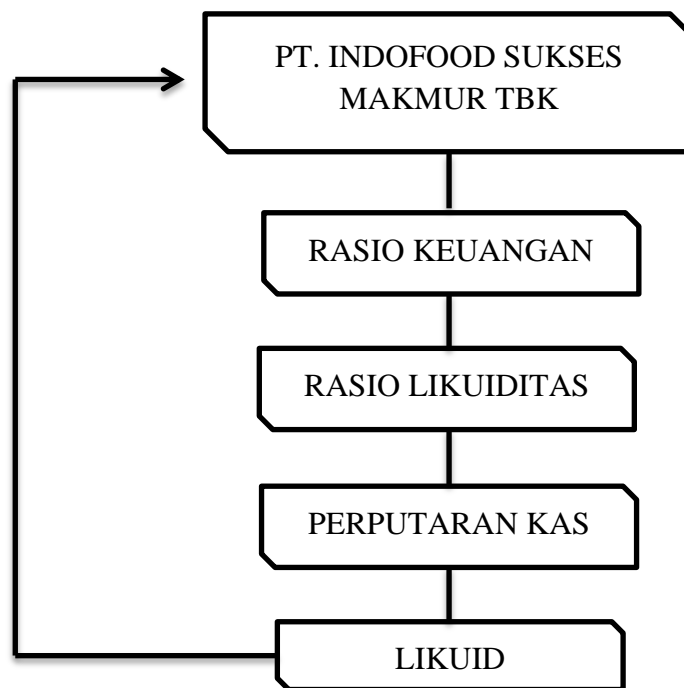 PT. INDOFOOD SUKSES
MAKMUR TBK
RASIO KEUANGAN
RASIO LIKUIDITAS
PERPUTARAN KAS
LIKUID